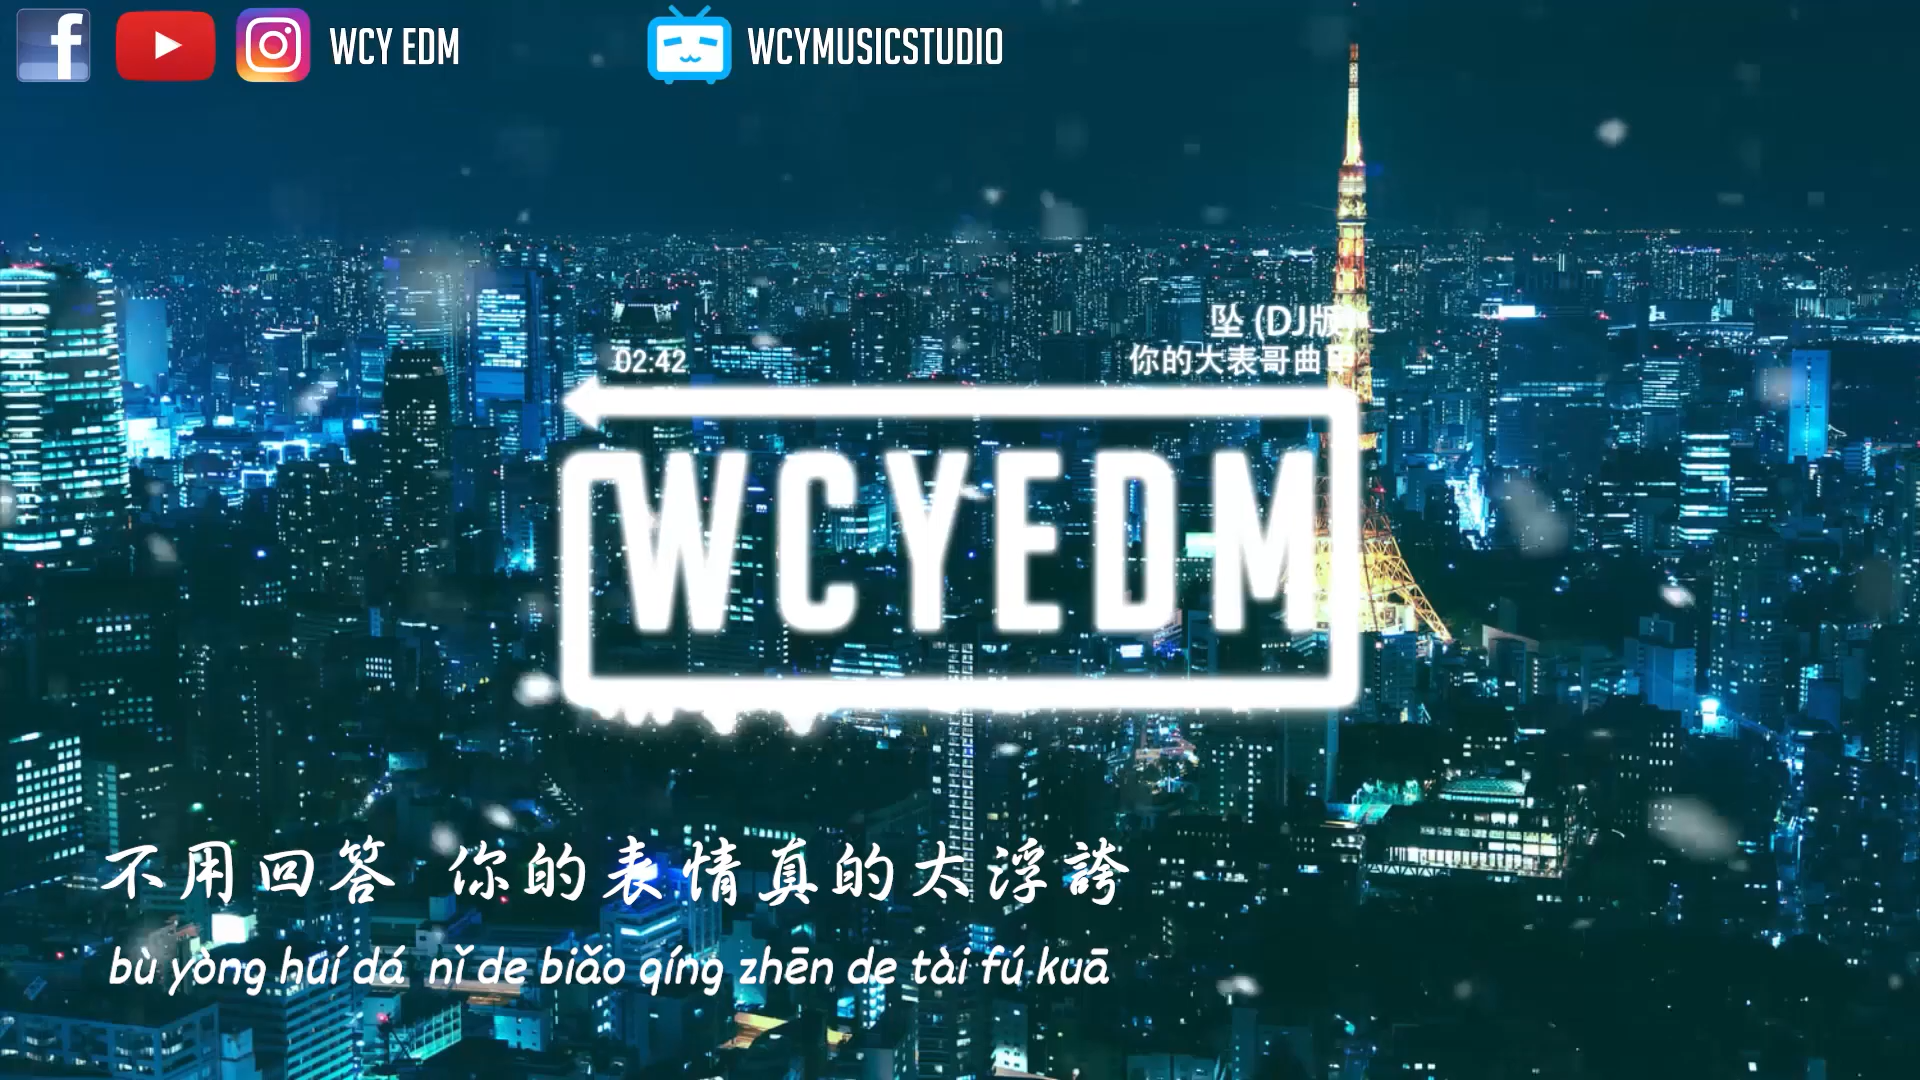 WCY EDM
WCYMUSICSTUDIO
坠 (DJ版)
02:42
你的大表哥曲甲
WCYEDM
不用回答 你的表情真的太浮誇
bù yòng huí dá nǐ de biǎo qíng zhēn de tài fú kuā